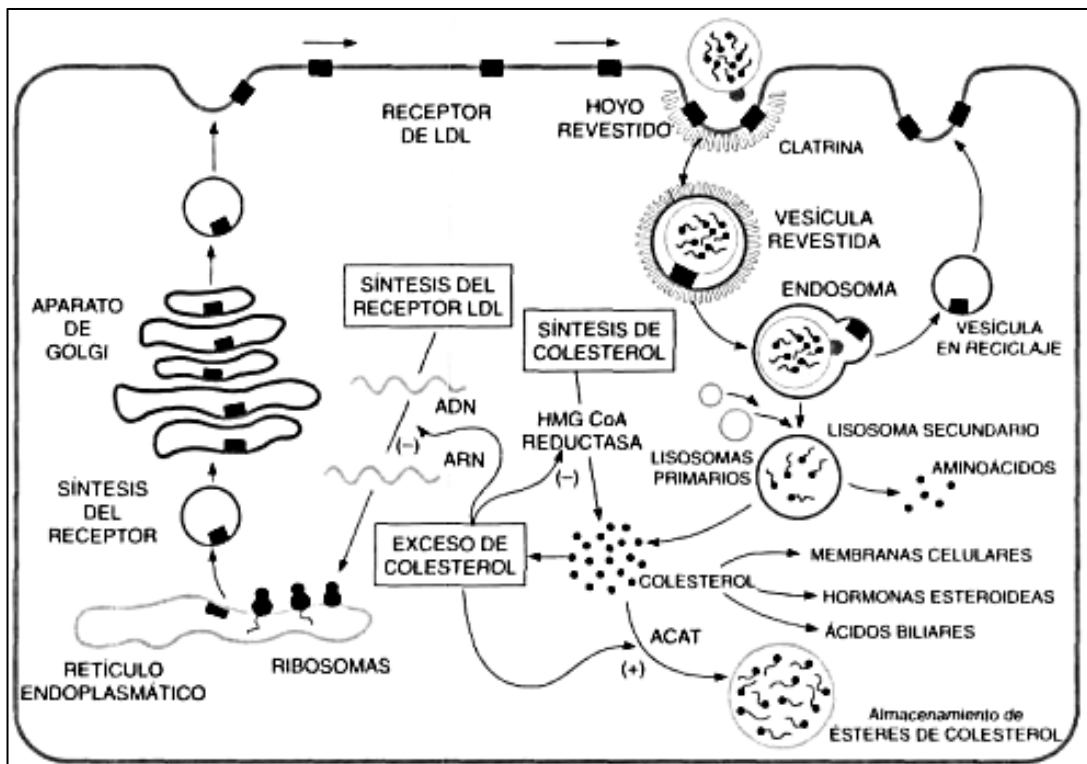 RECEPTOR
DE LDL
HOYO
REVESTIDO
CLATRINA
VESÍCULA
REVESTIDA
ENDOSOMA
VESÍCULA
EN RECICLAJE
APARATO
DE
GOLGI
SÍNTESIS DEL
RECEPTOR LDL
SÍNTESIS DE
COLESTEROL
ADN
(-)
ARN
HMG CoA
REDUCTASA
(-)
LISOSOMAS
PRIMARIOS
LISOSOMA SECUNDARIO
AMINOÁCIDOS
SÍNTESIS
DEL
RECEPTOR
EXCESO DE
COLESTEROL
COLESTEROL
MEMBRANAS CELULARES
HORMONAS ESTEROIDEAS
ÁCIDOS BILIARES
ACAT
(+)
RETÍCULO
ENDOPLASMÁTICO
RIBOSOMAS
Almacenamiento de
ÉSTERES DE COLESTEROL